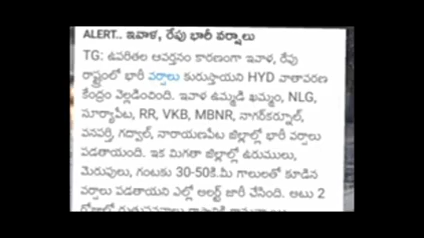 ALERT.. ఇవాళ, రేపు భారీ వర్షాలు
TG: ఉపరితల ఆవర్తనం కారణంగా ఇవాళ, రేపు
రాష్ట్రంలో భారీ వర్షాలు కురుస్తాయని HYD వాతావరణ
కేంద్రం వెల్లడించింది. ఇవాళ ఉమ్మడి ఖమ్మం, NLG,
సూర్యాపేట, RR, VKB, MBNR, నాగర్‌కర్నూల్,
వనపర్తి, గద్వాల్, నారాయణపేట జిల్లాల్లో భారీ వర్షాలు
పడతాయంది. ఇక మిగతా జిల్లాల్లో ఉరుములు,
మెరుపులు, గంటకు 30-50కి.మీ గాలులతో కూడిన
వర్షాలు పడతాయని ఎల్లో అలర్ట్ జారీ చేసింది. అటు 2